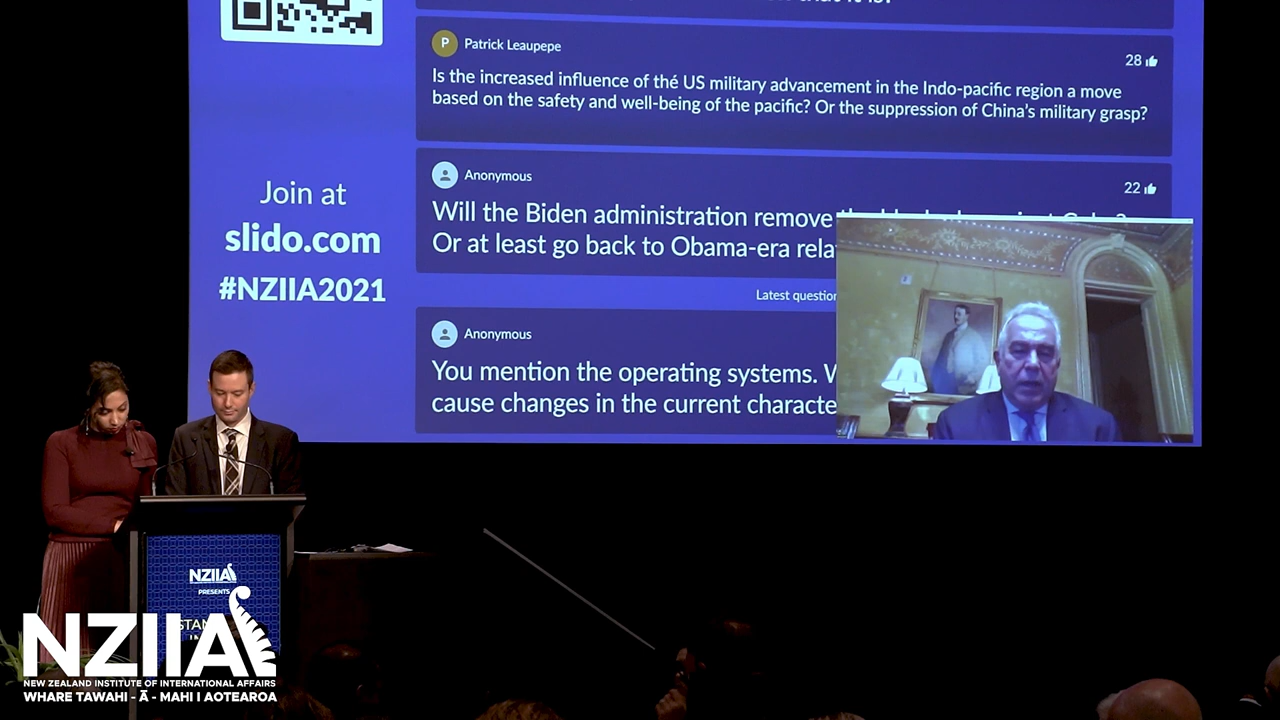 P Patrick Leaupepe
28
Is the increased influence of thé US military advancement in the Indo-pacific region a move
based on the safety and well-being of the pacific? Or the suppression of China's military grasp?
Anonymous
22
Will the Biden administration remove
Or at least go back to Obama-era
Latest
Anonymous
You mention the operating systems.
cause changes in the current
Join at
slido.com
#NZIIA2021
NZIIA
PRESENTS
NZIIA
NEW ZEALAND INSTITUTE OF INTERNATIONAL AFFAIRS
WHARE TAWAHI - Ā - MAHI I AOTEAROA